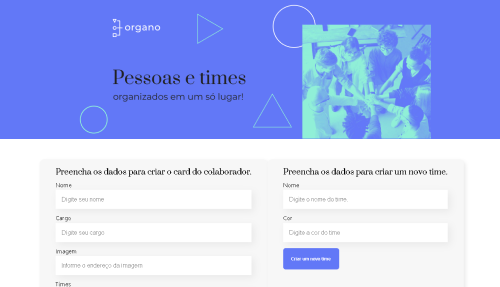 organo
Pessoas e times
organizados em um só lugar!
Preencha os dados para criar o card do colaborador.
Nome
Digite seu nome
Cargo
Digite seu cargo
Imagem
Informe o endereço da imagem
Times
Preencha os dados para criar um novo time.
Nome
Digite o nome do time
Cor
Digite a cor do time
Criar um novo time